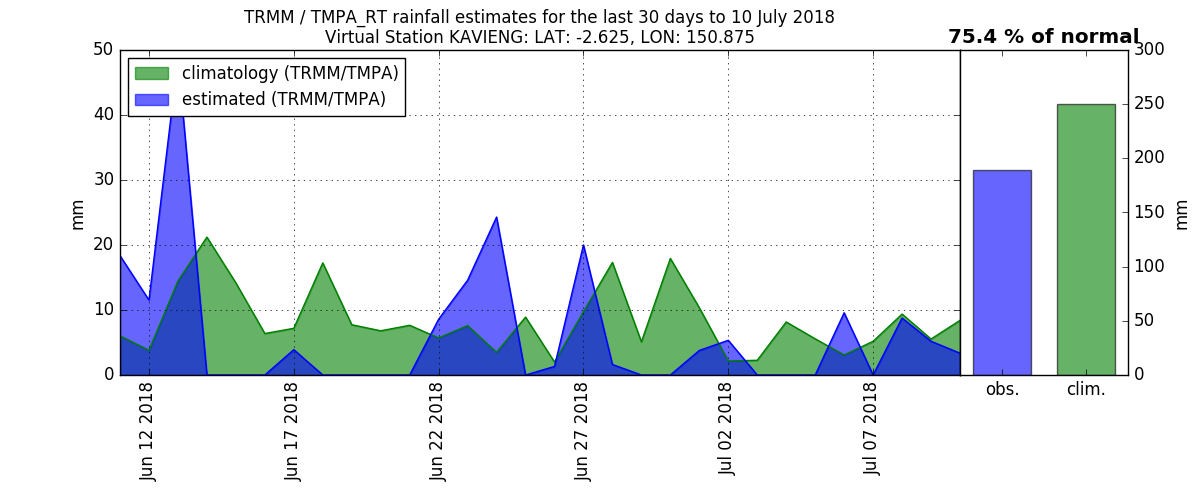 TRMM / TMPA_RT rainfall estimates for the last 30 days to 10 July 2018
Virtual Station KAVIENG: LAT: -2.625, LON: 150.875
75.4 % of normal
climatology (TRMM/TMPA)
estimated (TRMM/TMPA)
50
40
30
20
10
0
mm
Jun 12 2018
Jun 17 2018
Jun 22 2018
Jun 27 2018
Jul 02 2018
Jul 07 2018
obs.
clim.
300
250
200
150
100
50
0
mm